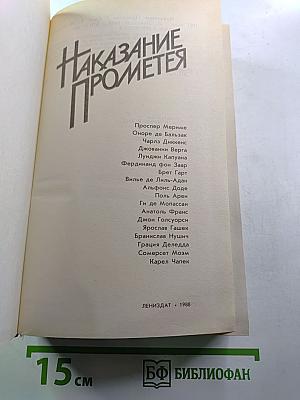 НАКАЗАНИЕ
ПРОМЕТЕЯ
Проспер Мериме
Оноре де Бальзак
Чарлз Диккенс
Джованни Верга
Луиджи Капуана
Фердинанд фон Заар
Брет Гарт
Вилье де Лиль-Адан
Альфонс Доде
Поль Арен
Ги де Мопассан
Анатоль Франс
Джон Голсуорси
Ярослав Гашек
Бранислав Нушич
Грация Деледда
Сомерсет Моэм
Карел Чапек
ЛЕНИЗДАТ · 1988
15 см
БФ БИБЛИОФАН